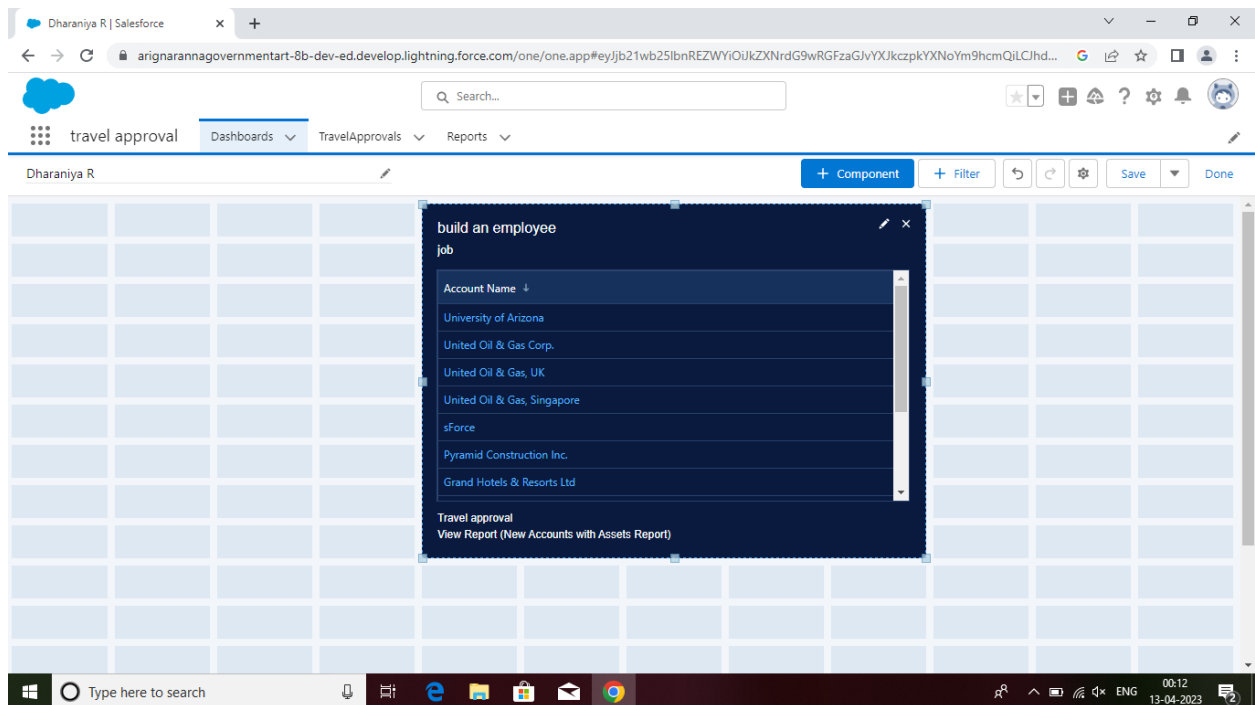 Dharaniya R | Salesforce
arignarannagovernmentart-8b-dev-ed.develop.lightning.force.com/one/one.app#eyJjb21wb25lbnREZWYiOiJkZXNrdG9wRGFzaGJvYXJkczpkYXNoYm9hcmQiLCJhd...
Search...
travel approval Dashboards TravelApprovals Reports
Dharaniya R + Component + Filter Save Done
build an employee
job
Account Name ↓
University of Arizona
United Oil & Gas Corp.
United Oil & Gas, UK
United Oil & Gas, Singapore
sForce
Pyramid Construction Inc.
Grand Hotels & Resorts Ltd
Travel approval
View Report (New Accounts with Assets Report)
Type here to search ENG 00:12
13-04-2023 2